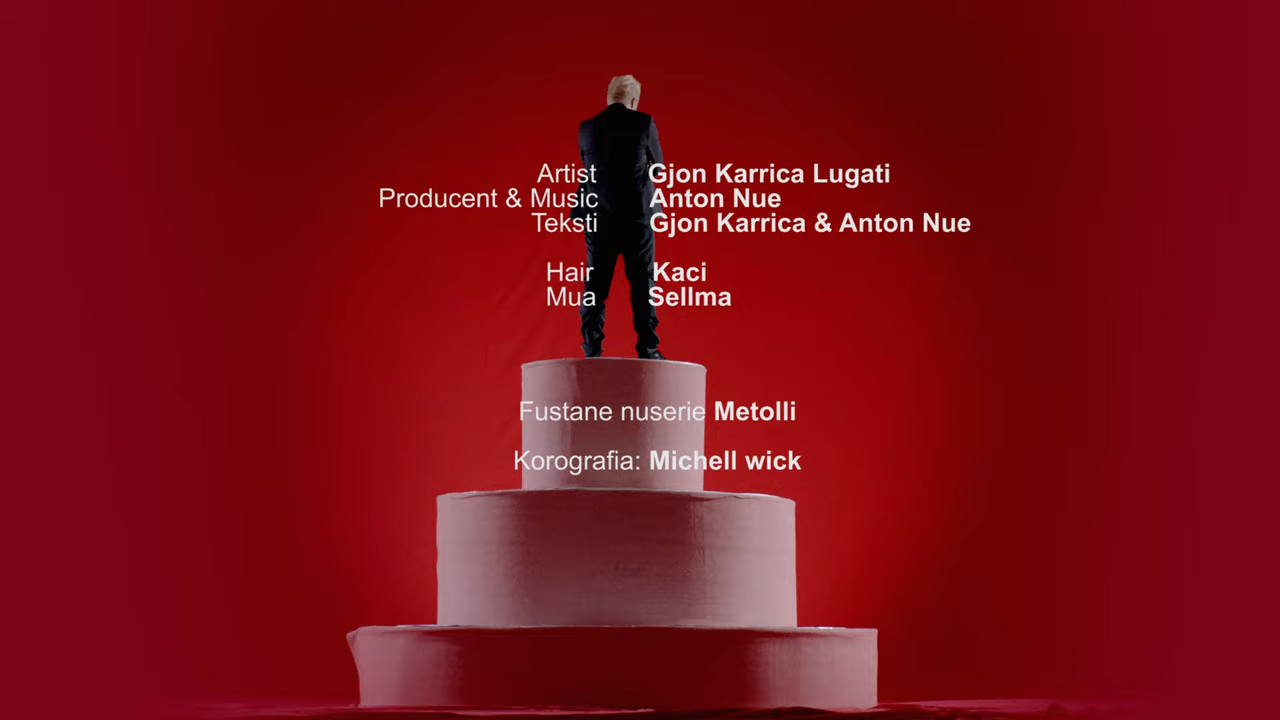 Artist Gjon Karrica Lugati
Producent & Music Anton Nue
Teksti Gjon Karrica & Anton Nue
Hair Kaci
Mua Sellma
Fustane nuserie Metolli
Korografia: Michell wick